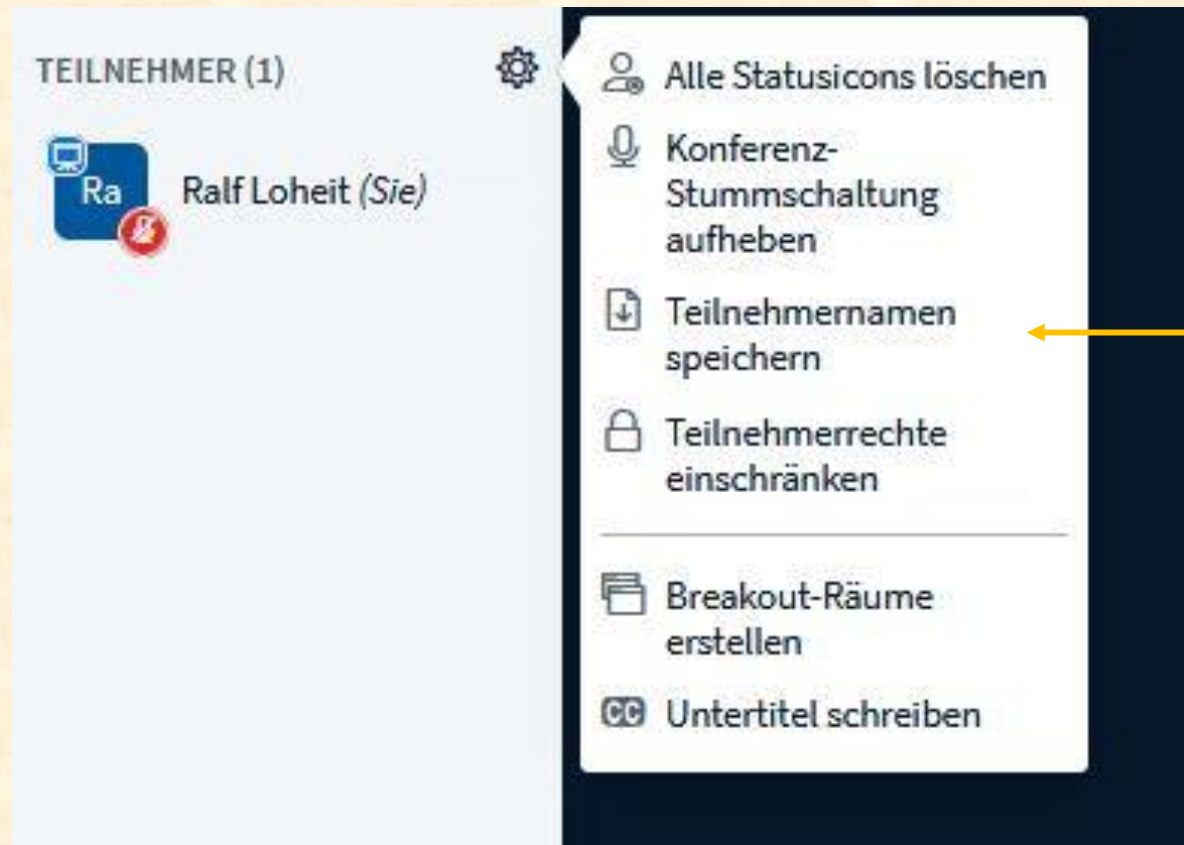 TEILNEHMER (1)
Ra
Ralf Loheit (Sie)
Alle Statusicons löschen
Konferenz-
Stummschaltung
aufheben
Teilnehmernamen
speichern
Teilnehmerrechte
einschränken
Breakout-Räume
erstellen
CC Untertitel schreiben